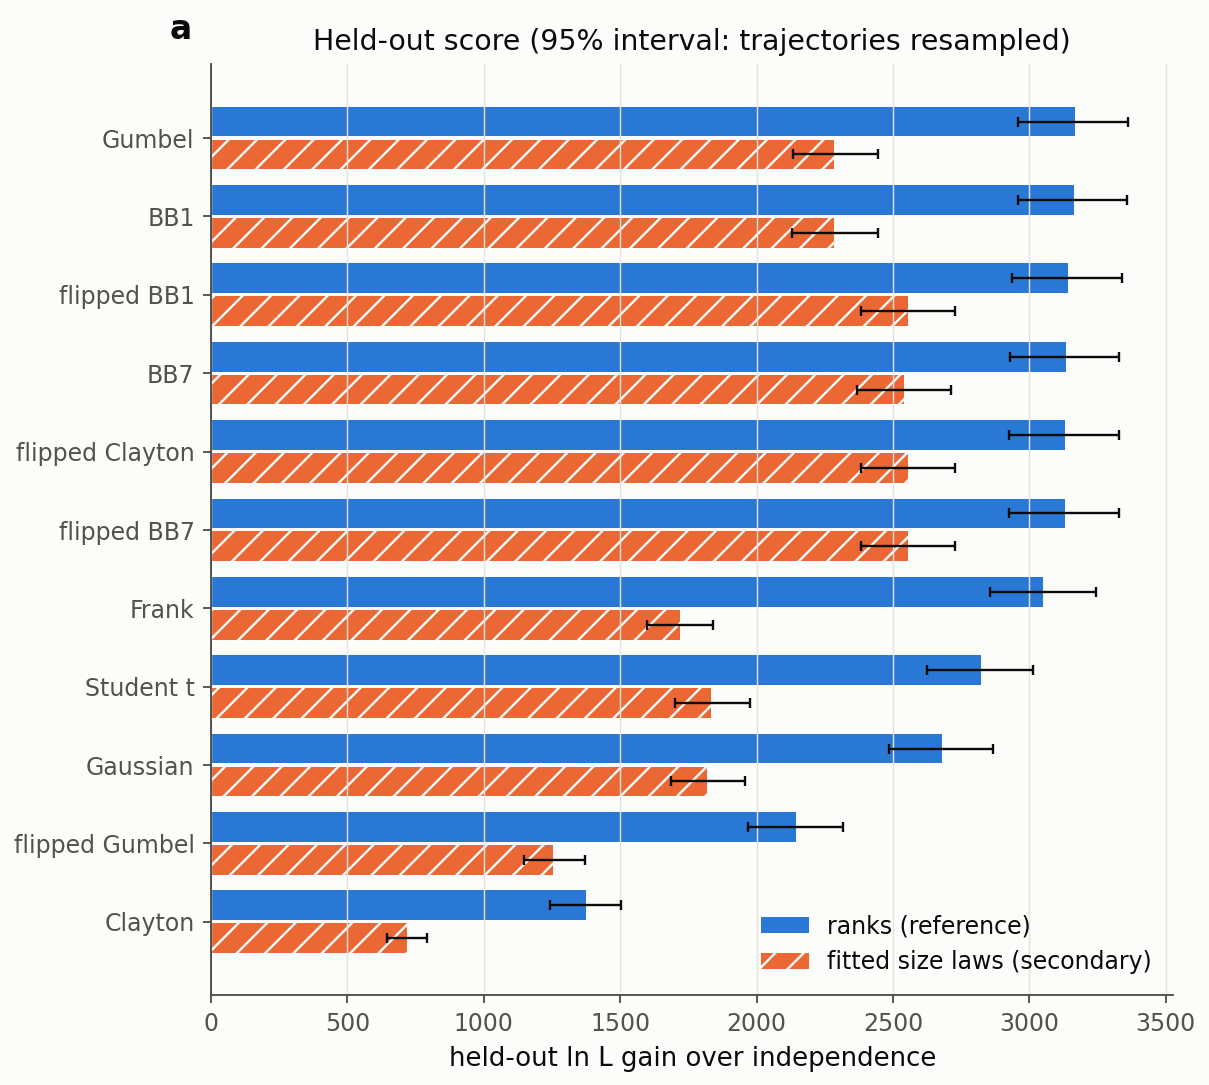 a
Held-out score (95% interval: trajectories resampled)
Gumbel
BB1
flipped BB1
BB7
flipped Clayton
flipped BB7
Frank
Student t
Gaussian
flipped Gumbel
Clayton
ranks (reference)
fitted size laws (secondary)
0 500 1000 1500 2000 2500 3000 3500
held-out ln L gain over independence